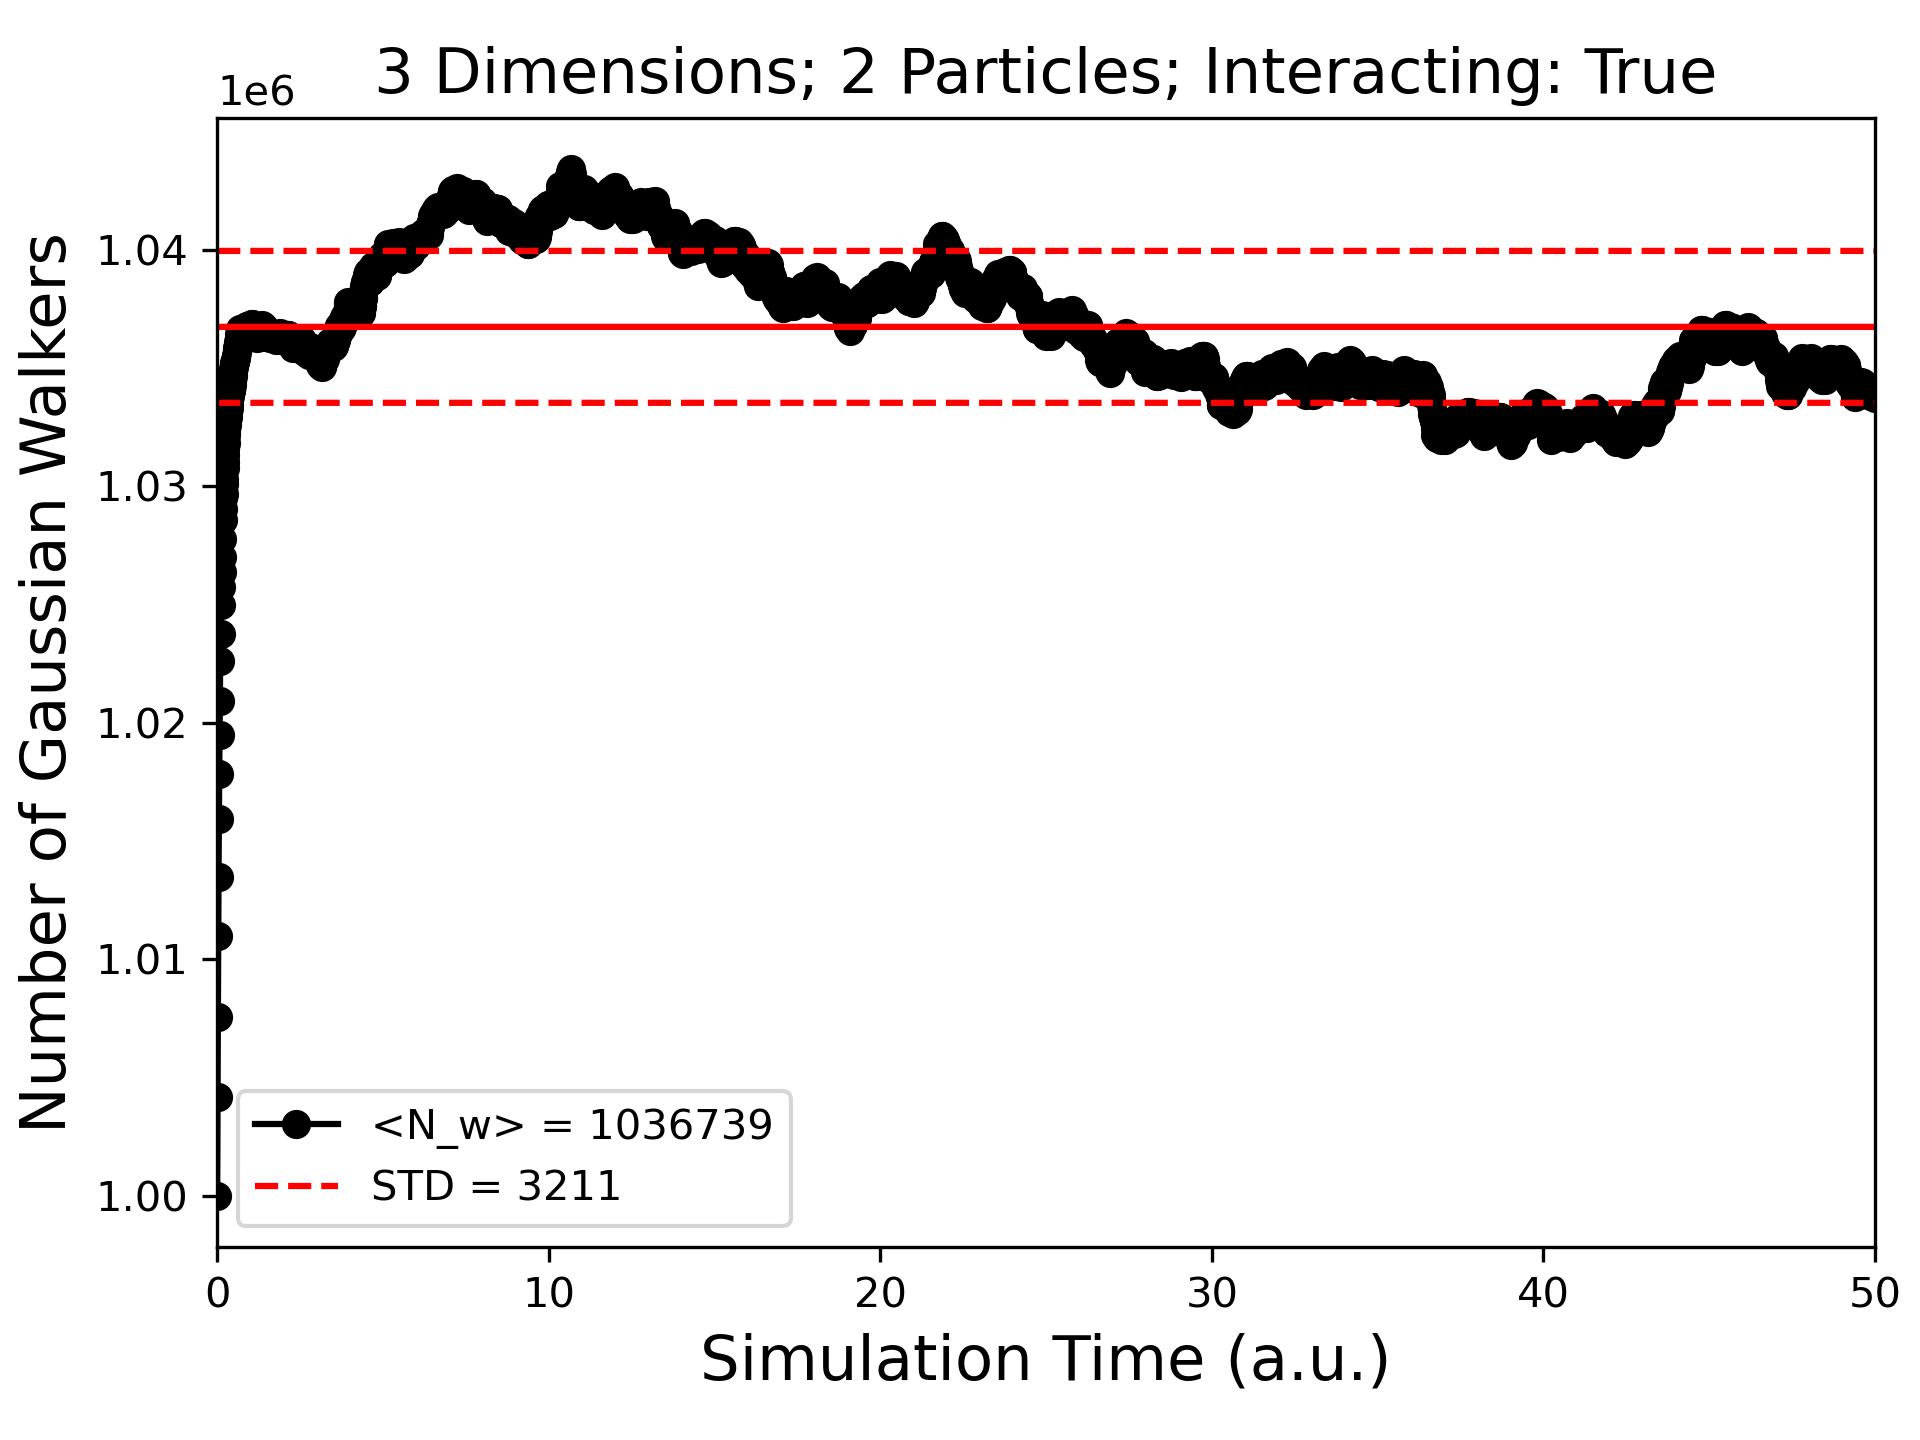 3 Dimensions; 2 Particles; Interacting: True
1e6
Number of Gaussian Walkers
1.04
1.03
1.02
1.01
1.00
<N_w> = 1036739
STD = 3211
0 10 20 30 40 50
Simulation Time (a.u.)